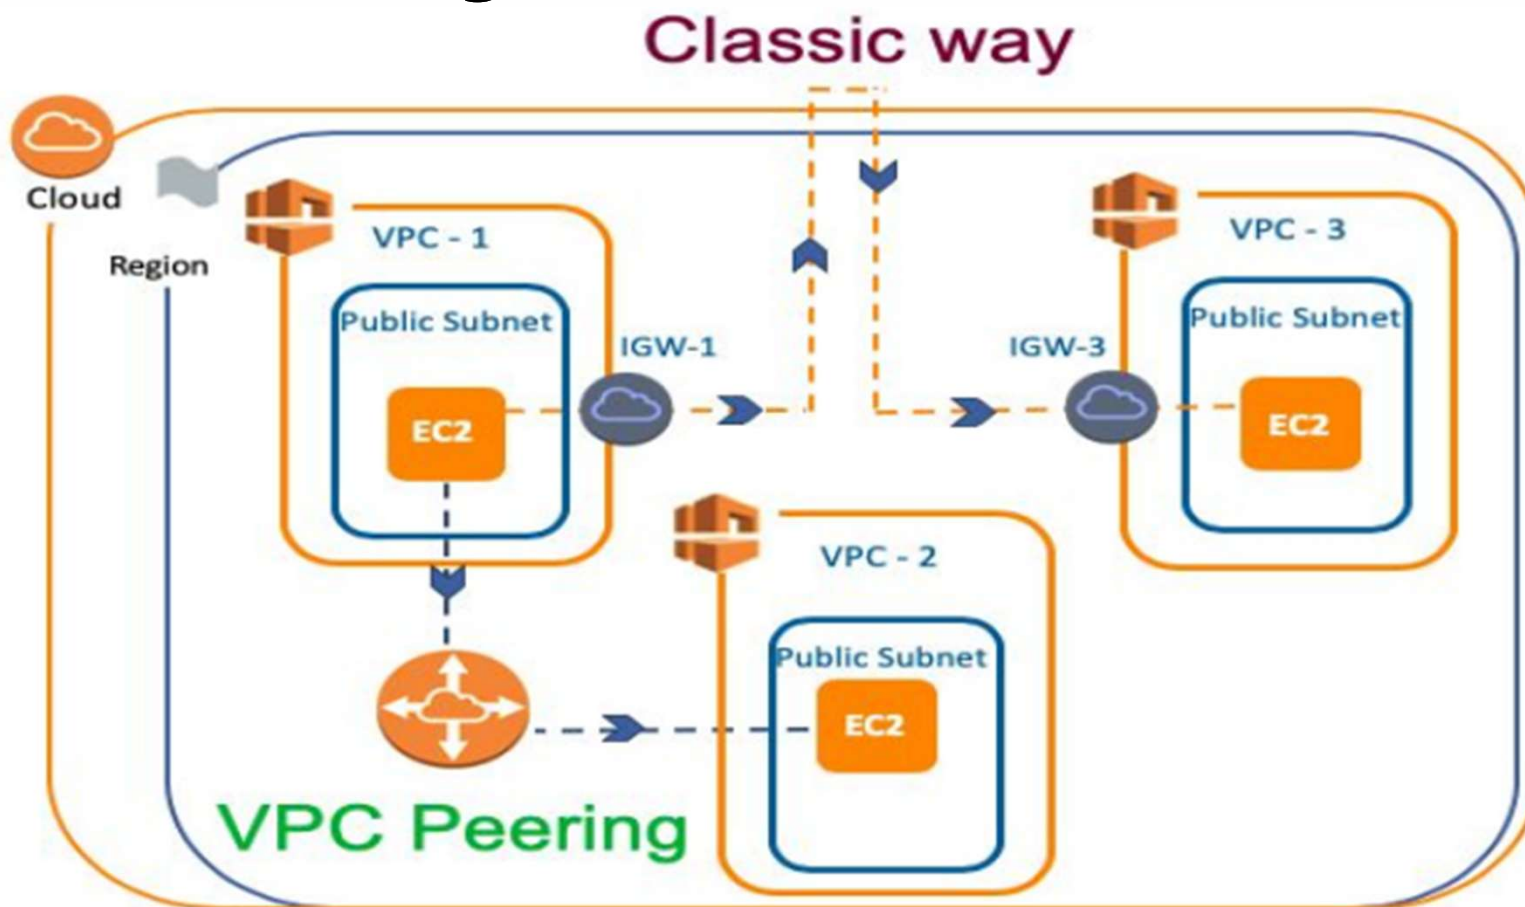 Classic way
Cloud
Region
VPC - 1
Public Subnet
EC2
IGW-1
IGW-3
VPC - 3
Public Subnet
EC2
VPC - 2
Public Subnet
EC2
VPC Peering